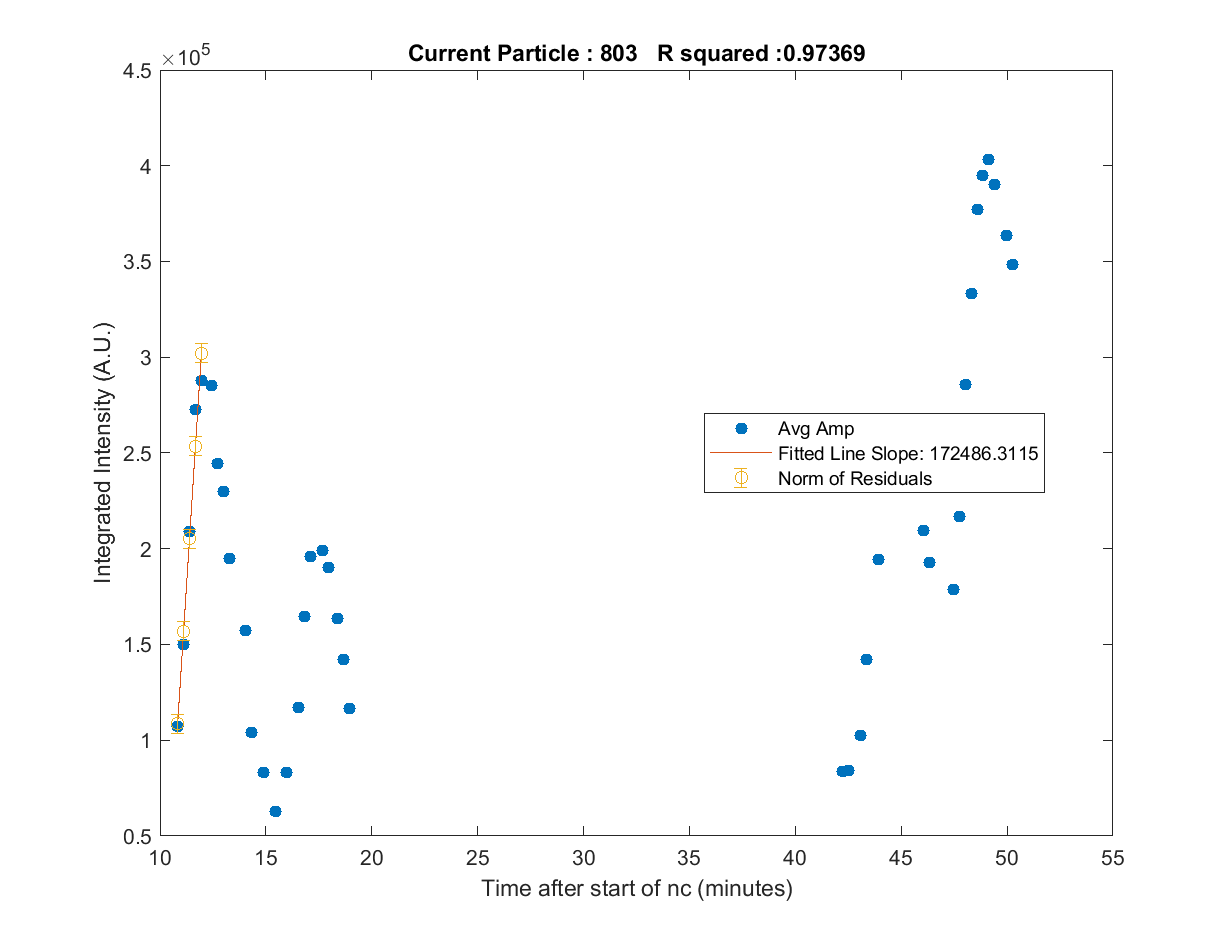 Current Particle : 803   R squared :0.97369
×10^5
4.5
4
3.5
3
2.5
2
1.5
1
0.5
Integrated Intensity (A.U.)
Avg Amp
Fitted Line Slope: 172486.3115
Norm of Residuals
10 15 20 25 30 35 40 45 50 55
Time after start of nc (minutes)